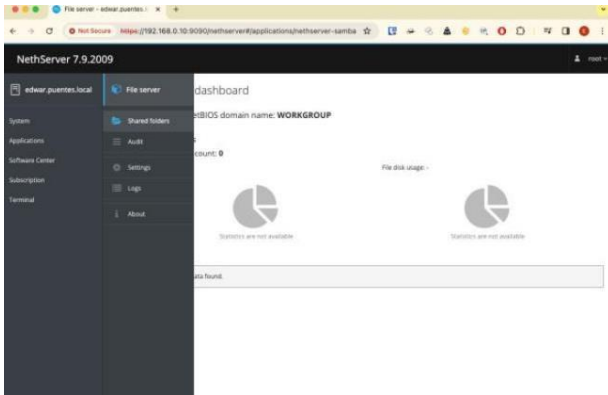 File server - edwar.puentes.l
Not Secure https://192.168.0.10:9090/nethserver#/applications/nethserver-samba
NethServer 7.9.2009
root
edwar.puentes.local
System
Applications
Software Center
Subscription
Terminal
File server
Shared folders
Audit
Settings
Logs
About
dashboard
etBIOS domain name: WORKGROUP
count: 0
File disk usage: -
Statistics are not available
Statistics are not available
ata found.